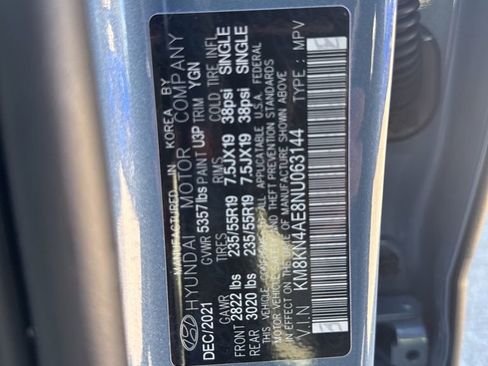 MANUFACTURED IN KOREA BY
HYUNDAI MOTOR COMPANY
DEC/2021 GVWR 5357 lbs PAINT U3P TRIM YGN
GAWR TIRES RIMS COLD TIRE INFL.
FRONT 2822 lbs 235/55R19 7.5JX19 38psi SINGLE
REAR 3020 lbs 235/55R19 7.5JX19 38psi SINGLE
THIS VEHICLE CONFORMS TO ALL APPLICABLE U.S.A. FEDERAL
MOTOR VEHICLE SAFETY AND THEFT PREVENTION STANDARDS
IN EFFECT ON THE DATE OF MANUFACTURE SHOWN ABOVE
V.I.N KM8KN4AE8NU063144 TYPE : MPV